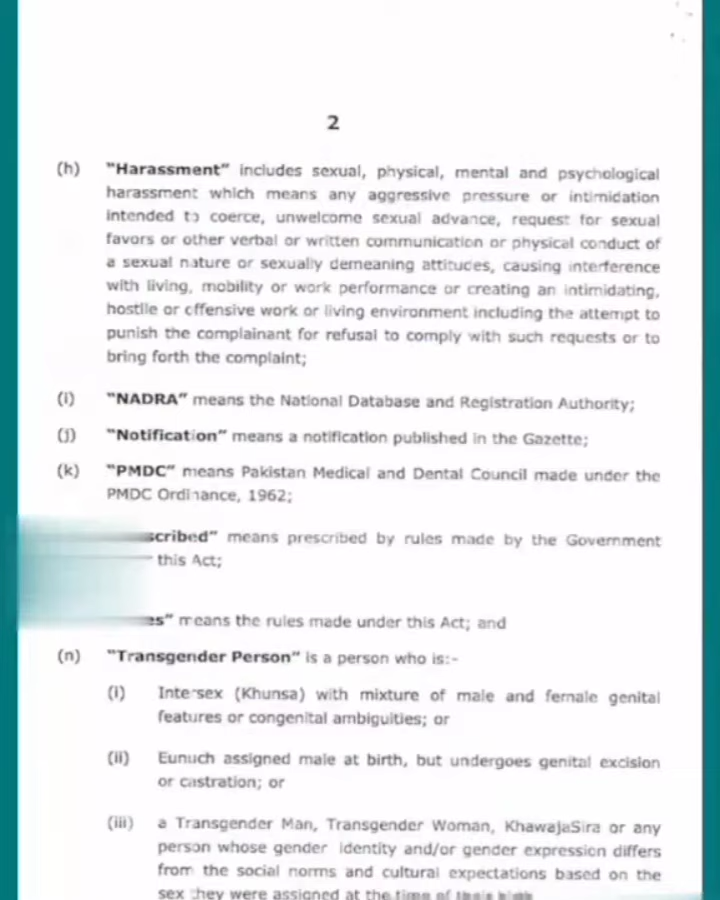 2
(h) "Harassment" includes sexual, physical, mental and psychological
harassment which means any aggressive pressure or intimidation
intended to coerce, unwelcome sexual advance, request for sexual
favors or other verbal or written communication or physical conduct of
a sexual nature or sexually demeaning attitudes, causing interference
with living, mobility or work performance or creating an intimidating,
hostile or offensive work or living environment including the attempt to
punish the complainant for refusal to comply with such requests or to
bring forth the complaint;
(i) "NADRA" means the National Database and Registration Authority;
(j) "Notification" means a notification published in the Gazette;
(k) "PMDC" means Pakistan Medical and Dental Council made under the
PMDC Ordinance, 1962;
scribed" means prescribed by rules made by the Government
this Act;
es" means the rules made under this Act; and
(n) "Transgender Person" is a person who is:-
(i) Intersex (Khunsa) with mixture of male and female genital
features or congenital ambiguities; or
(ii) Eunuch assigned male at birth, but undergoes genital excision
or castration; or
(iii) a Transgender Man, Transgender Woman, KhawajaSira or any
person whose gender identity and/or gender expression differs
from the social norms and cultural expectations based on the
sex they were assigned at the time of their